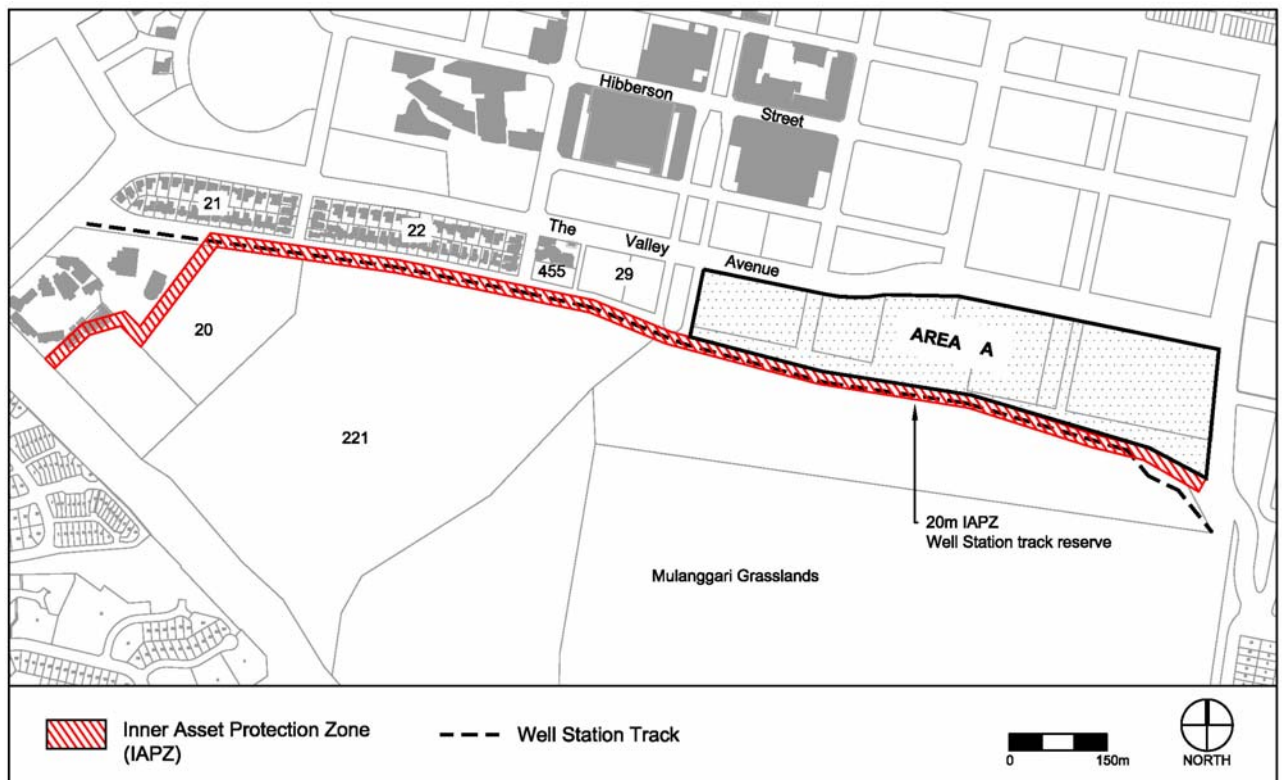 Hibberson
Street
21
22
The
Valley
Avenue
455
29
AREA A
20
221
20m IAPZ
Well Station track reserve
Mulanggari Grasslands
Inner Asset Protection Zone
(IAPZ)
Well Station Track
0
150m
NORTH